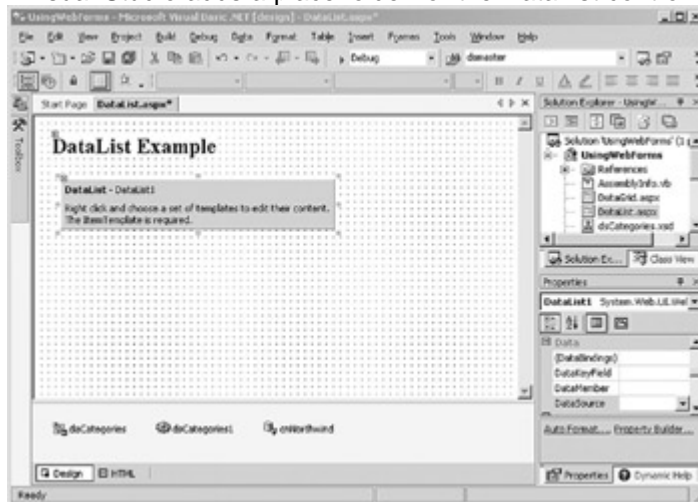 UsingWebForms - Microsoft Visual Basic .NET [design] - DataList.aspx*
File Edit View Project Build Debug Data Format Table Insert Frames Tools Window Help
Debug
dsmaster
Start Page DataList.aspx*
Toolbox
DataList Example
DataList - DataList1
Right click and choose a set of templates to edit their content.
The ItemTemplate is required.
daCategories dsCategories1 cnNorthwind
Design HTML
Ready
Solution Explorer - UsingW...
Solution 'UsingWebForms' (1
UsingWebForms
References
AssemblyInfo.vb
DataGrid.aspx
DataList.aspx
dsCategories.xsd
Solution Ex... Class View
Properties
DataList1 System.Web.UI.Wel
Data
(DataBindings)
DataKeyField
DataMember
DataSource
Auto Format..., Property Builder...
Properties Dynamic Help